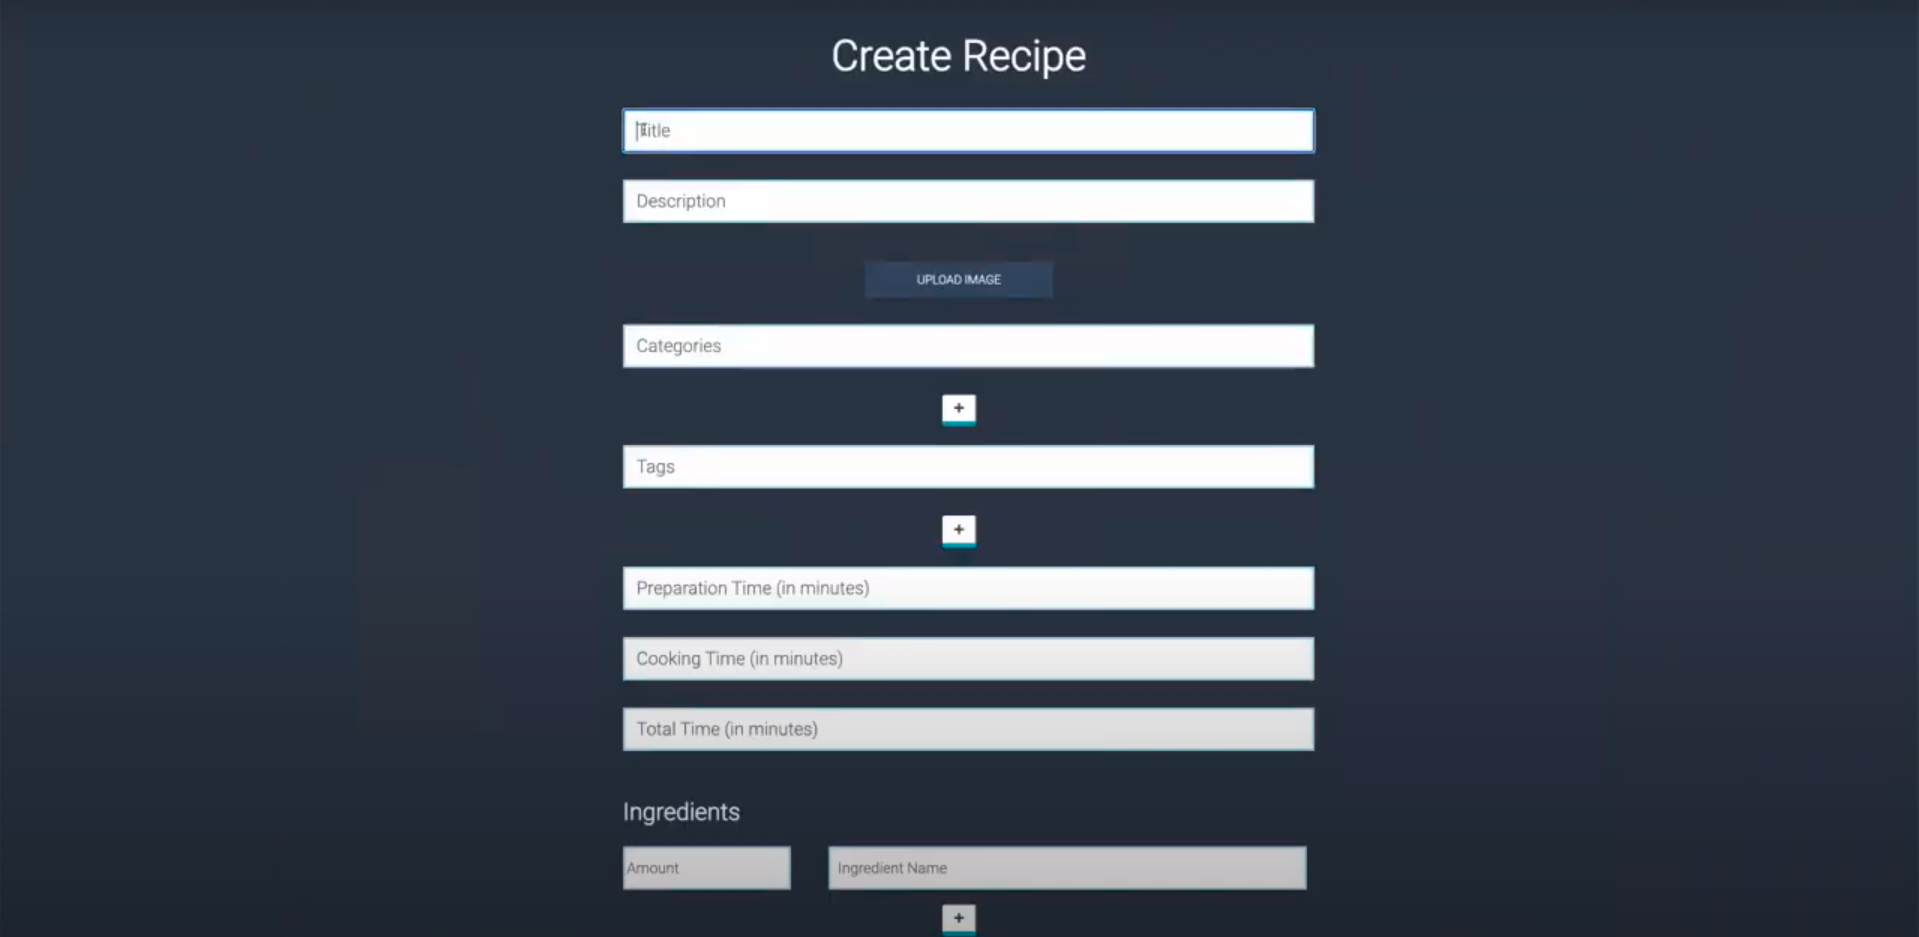 Create Recipe
Title
Description
UPLOAD IMAGE
Categories
+
Tags
+
Preparation Time (in minutes)
Cooking Time (in minutes)
Total Time (in minutes)
Ingredients
Amount
Ingredient Name
+